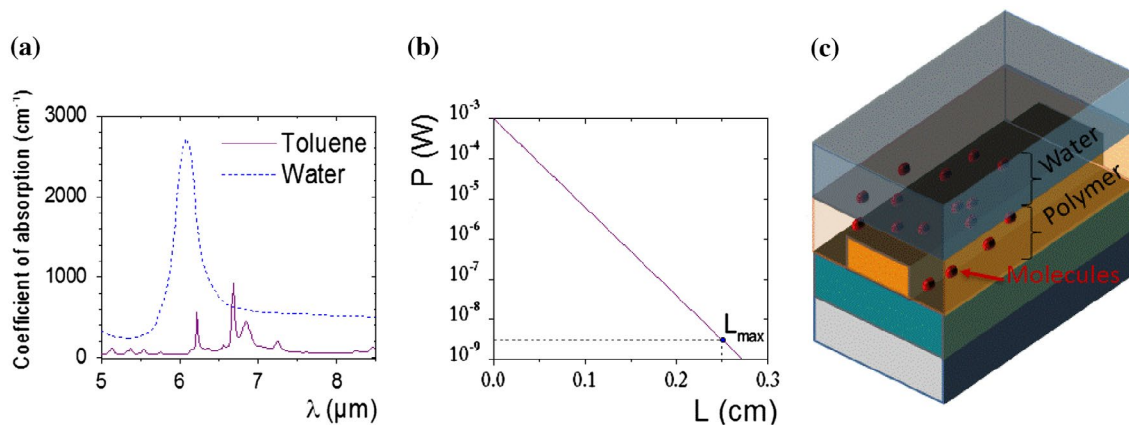 (a)
3000
2000
1000
0
Coefficient of absorption (cm⁻¹)
Toluene
Water
5 6 7 8
λ (μm)
(b)
P (W)
10⁻³
10⁻⁴
10⁻⁵
10⁻⁶
10⁻⁷
10⁻⁸
10⁻⁹
Lmax
0.0 0.1 0.2 0.3
L (cm)
(c)
Water
Polymer
Molecules